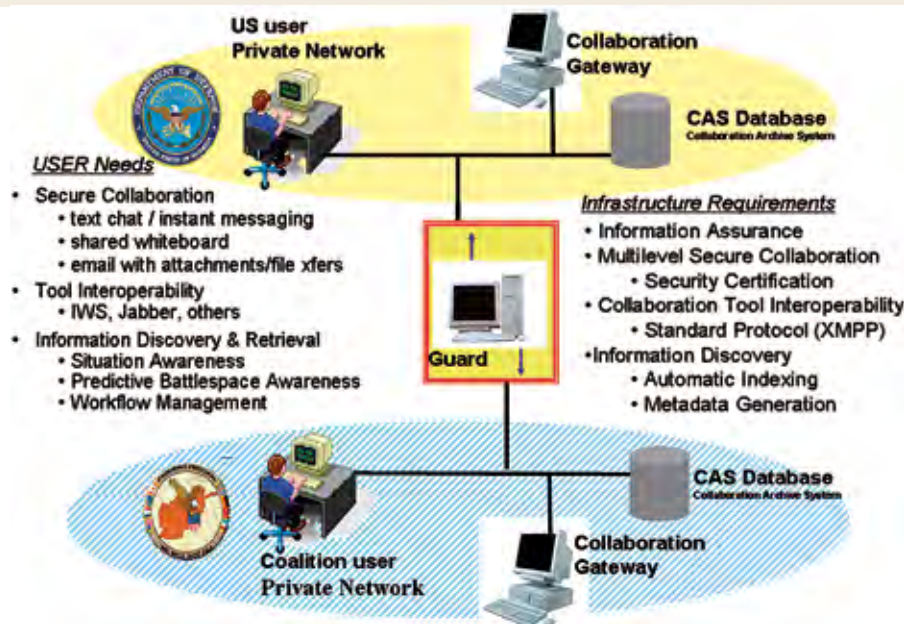 US user
Private Network
Collaboration
Gateway
CAS Database
Collaboration Archive System
DEPARTMENT OF DEFENSE
USER Needs
• Secure Collaboration
• text chat / instant messaging
• shared whiteboard
• email with attachments/file xfers
• Tool Interoperability
• IWS, Jabber, others
• Information Discovery & Retrieval
• Situation Awareness
• Predictive Battlespace Awareness
• Workflow Management
Guard
Infrastructure Requirements
• Information Assurance
• Multilevel Secure Collaboration
• Security Certification
• Collaboration Tool Interoperability
• Standard Protocol (XMPP)
•Information Discovery
• Automatic Indexing
• Metadata Generation
CAS Database
Collaboration Archive System
Coalition user
Private Network
Collaboration
Gateway